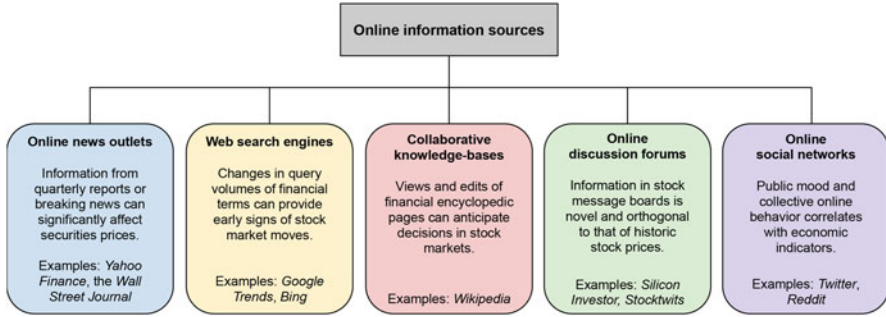 Online information sources
Online news outlets
Information from
quarterly reports or
breaking news can
significantly affect
securities prices.
Examples: Yahoo
Finance, the Wall
Street Journal
Web search engines
Changes in query
volumes of financial
terms can provide
early signs of stock
market moves.
Examples: Google
Trends, Bing
Collaborative
knowledge-bases
Views and edits of
financial encyclopedic
pages can anticipate
decisions in stock
markets.
Examples: Wikipedia
Online
discussion forums
Information in stock
message boards is
novel and orthogonal
to that of historic
stock prices.
Examples: Silicon
Investor, Stocktwits
Online
social networks
Public mood and
collective online
behavior correlates
with economic
indicators.
Examples: Twitter,
Reddit